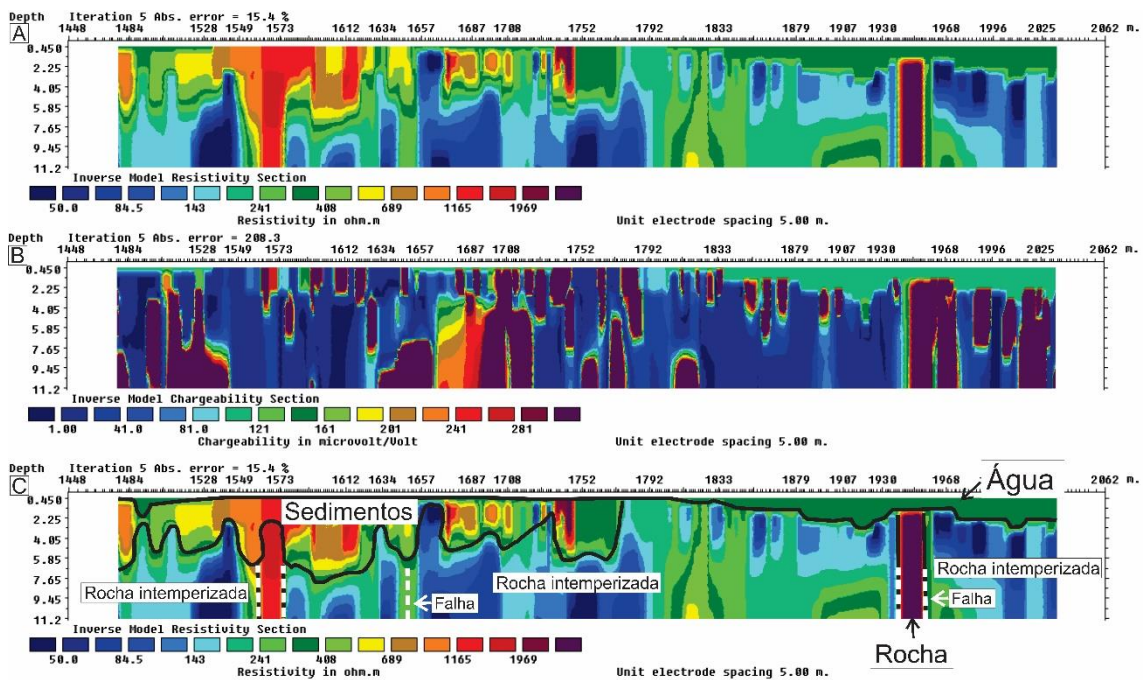 Depth Iteration 5 Abs. error = 15.4 %
A 1448 1484 1528 1549 1573 1612 1634 1657 1687 1708 1752 1792 1833 1879 1907 1930 1968 1996 2025 2062 m.
0.450
2.25
4.05
5.85
7.65
9.45
11.2
Inverse Model Resistivity Section
50.0 84.5 143 241 408 689 1165 1969
Resistivity in ohm.m Unit electrode spacing 5.00 m.
Depth Iteration 5 Abs. error = 208.3
B 1448 1484 1528 1549 1573 1612 1634 1657 1687 1708 1752 1792 1833 1879 1907 1930 1968 1996 2025 2062 m.
0.450
2.25
4.05
5.85
7.65
9.45
11.2
Inverse Model Chargeability Section
1.00 41.0 81.0 121 161 201 241 281
Chargeability in microvolt/Volt Unit electrode spacing 5.00 m.
Depth Iteration 5 Abs. error = 15.4 %
C 1448 1484 1528 1549 1573 1612 1634 1657 1687 1708 1752 1792 1833 1879 1907 1930 1968 2062 m.
Água
0.450
Sedimentos
2.25
4.05
5.85
Rocha intemperizada Rocha intemperizada Rocha intemperizada
7.65
9.45 Falha Falha
11.2
Inverse Model Resistivity Section
50.0 84.5 143 241 408 689 1165 1969
Rocha
Resistivity in ohm.m Unit electrode spacing 5.00 m.